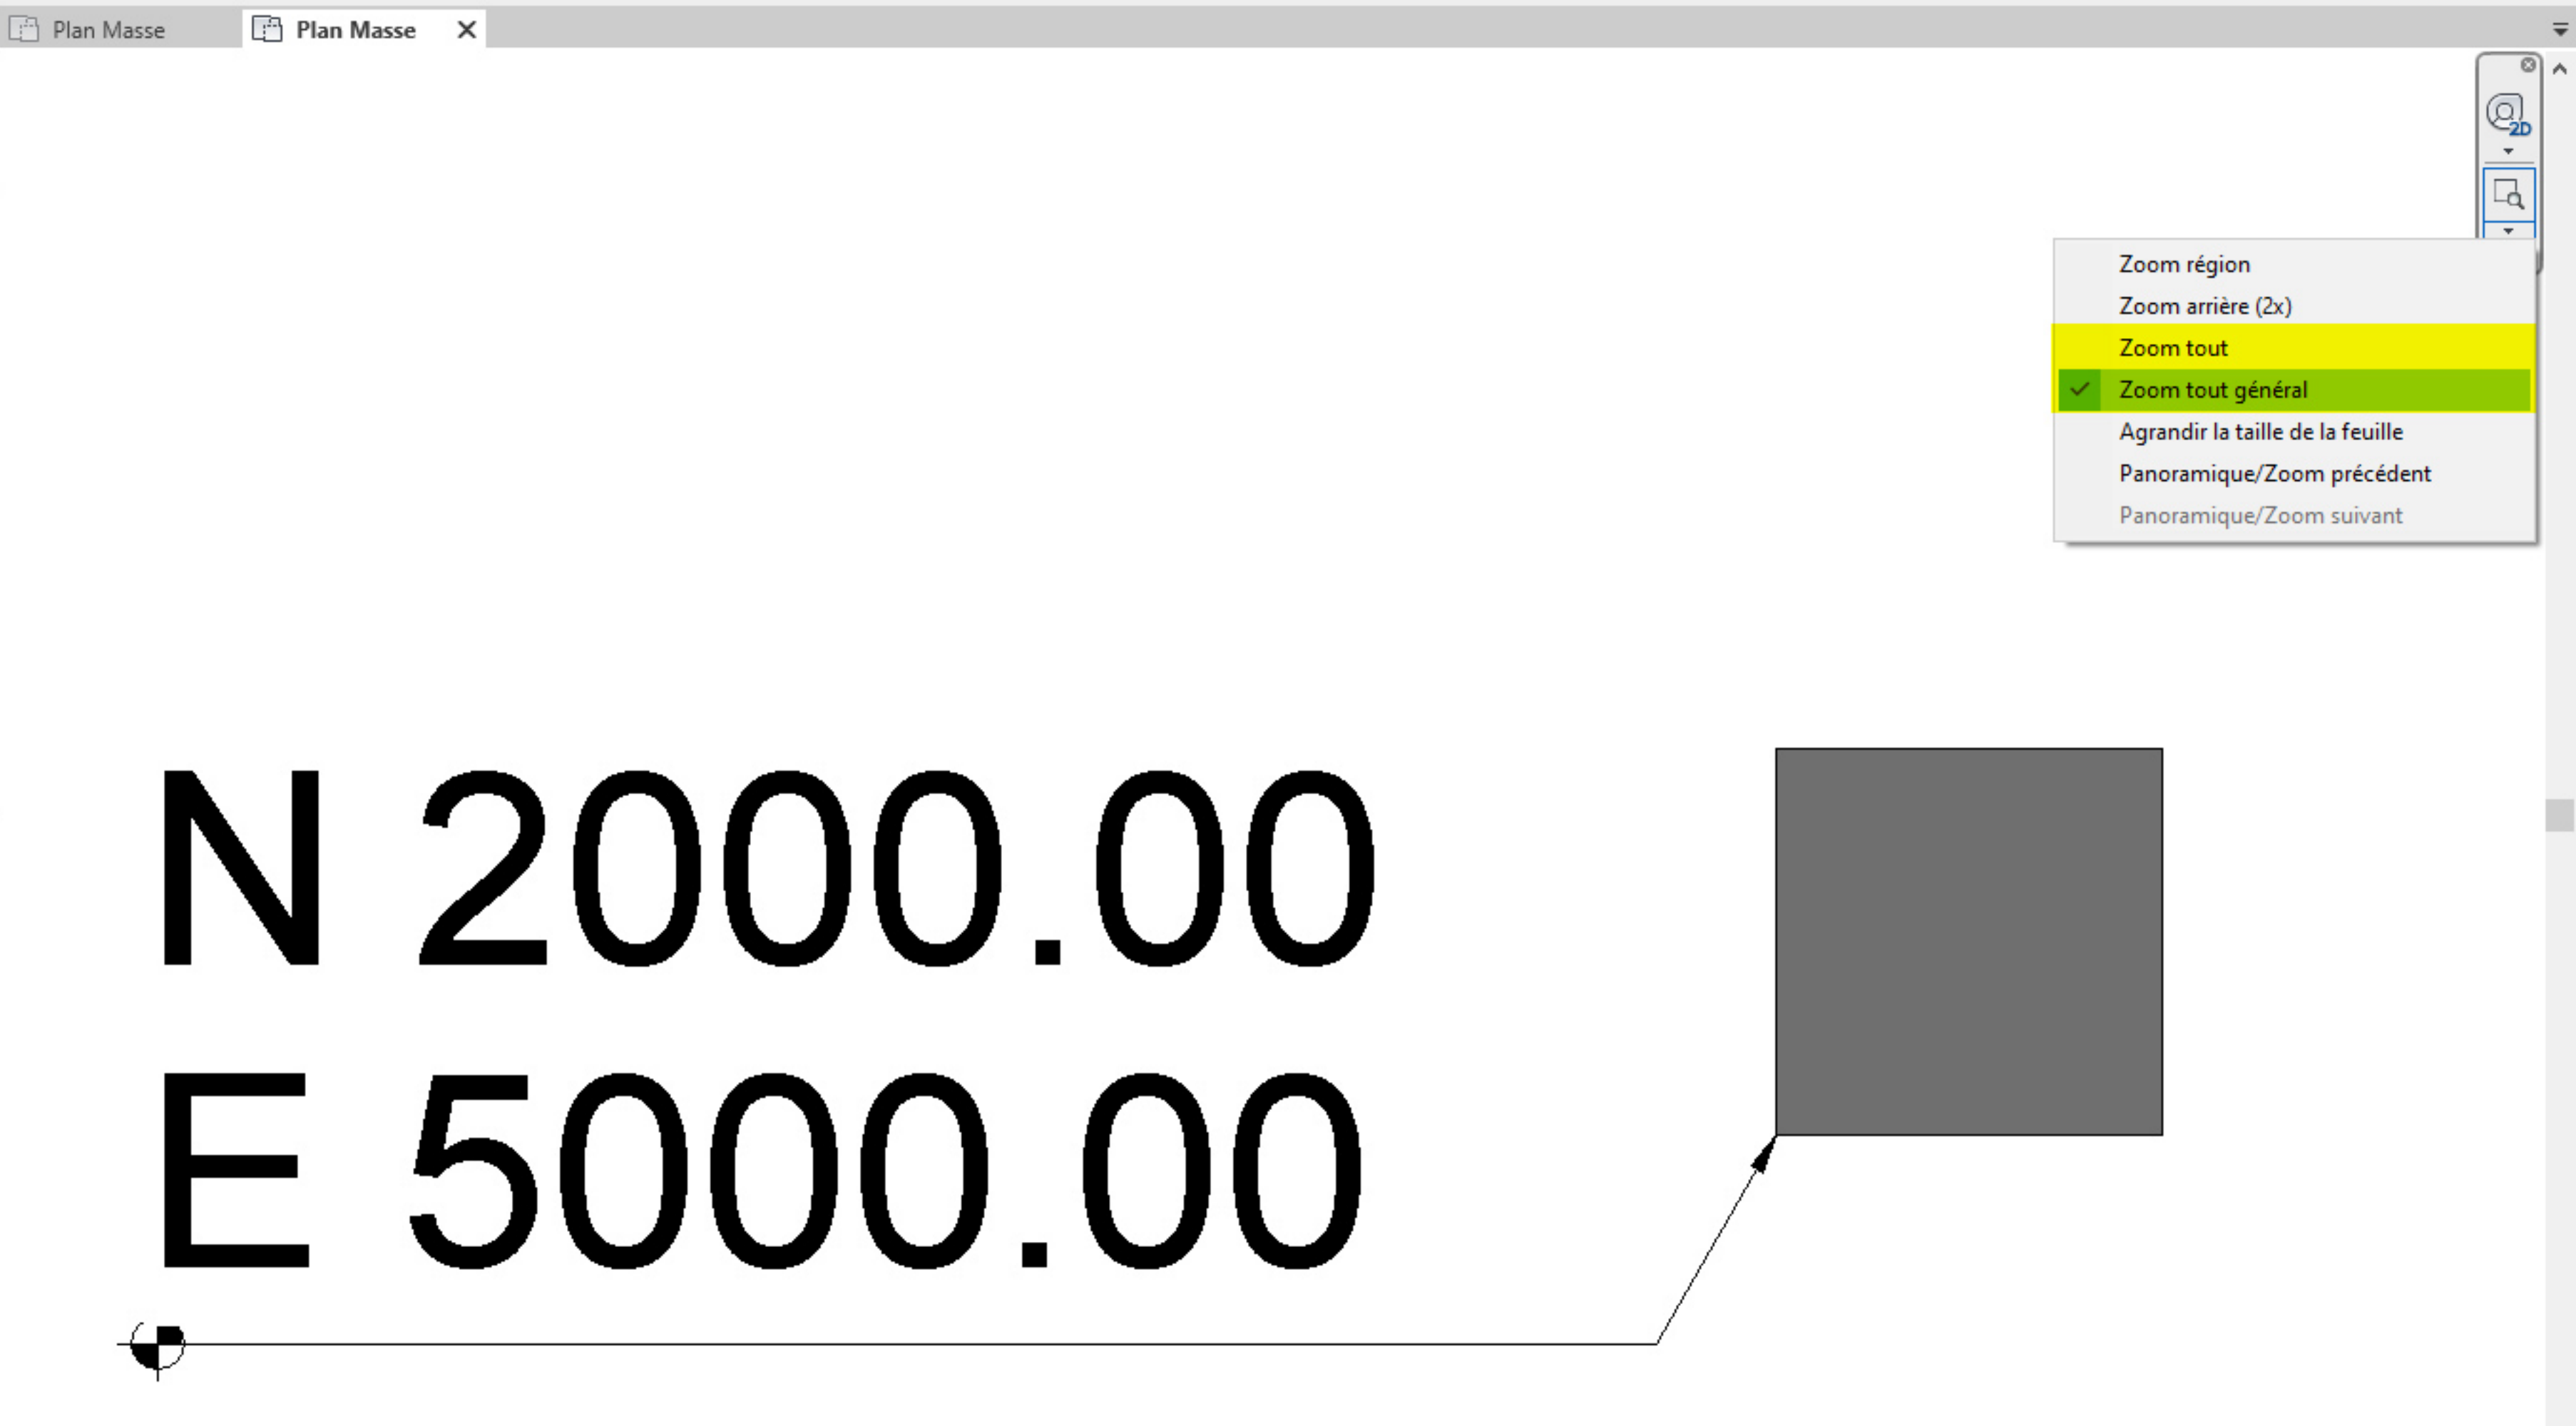 Plan Masse
Plan Masse
2D
Zoom région
Zoom arrière (2x)
Zoom tout
Zoom tout général
Agrandir la taille de la feuille
Panoramique/Zoom précédent
Panoramique/Zoom suivant
N 2000.00
E 5000.00